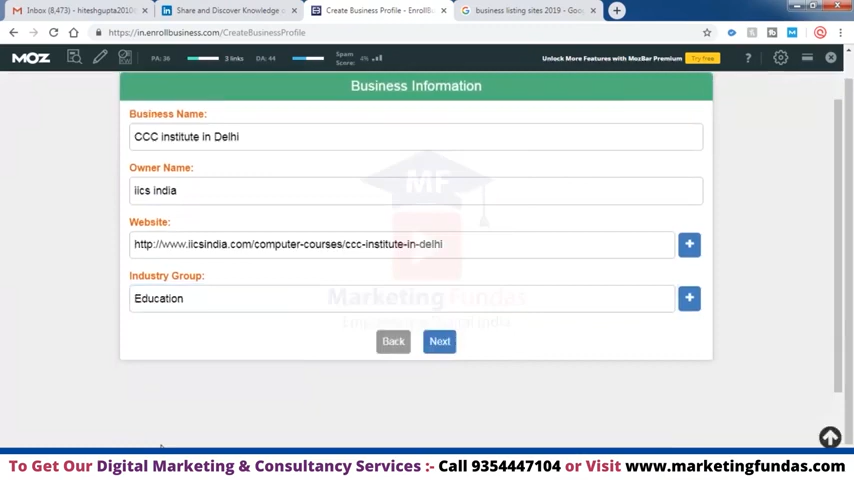 Inbox (8,473) - hiteshgupta2010
Share and Discover Knowledge o
Create Business Profile - EnrollB
business listing sites 2019 - Goo
https://in.enrollbusiness.com/CreateBusinessProfile
MOZ
PA: 36
3 links
DA: 44
Spam Score: 4%
Unlock More Features with MozBar Premium
Try free
Business Information
Business Name:
CCC institute in Delhi
Owner Name:
iics india
MF
Website:
http://www.iicsindia.com/computer-courses/ccc-institute-in-delhi
Industry Group:
Education
Marketing Fundas
Back
Next
To Get Our Digital Marketing & Consultancy Services :- Call 9354447104 or Visit www.marketingfundas.com